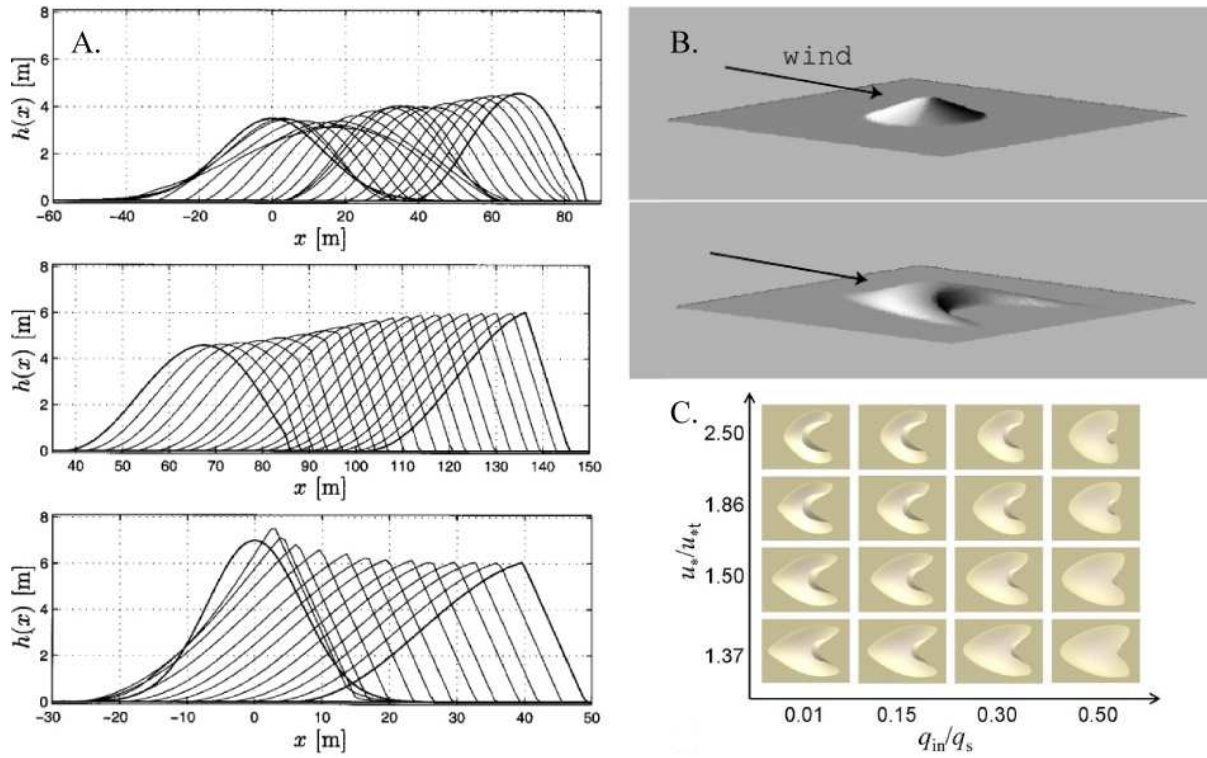 A.
h(x) [m]
8
6
4
2
0
−60 −40 −20 0 20 40 60 80
x [m]
h(x) [m]
8
6
4
2
0
40 50 60 70 80 90 100 110 120 130 140 150
x [m]
h(x) [m]
8
6
4
2
0
−30 −20 −10 0 10 20 30 40 50
x [m]
B.
wind
C.
u*/u*t
2.50
1.86
1.50
1.37
0.01 0.15 0.30 0.50
qin/qs